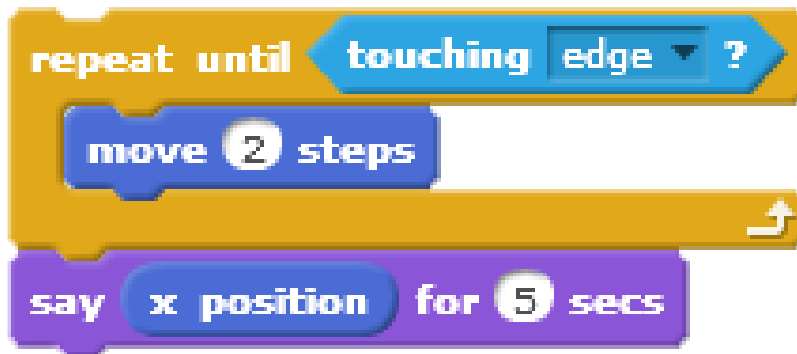 repeat until touching edge ?
move 2 steps
say x position for 5 secs